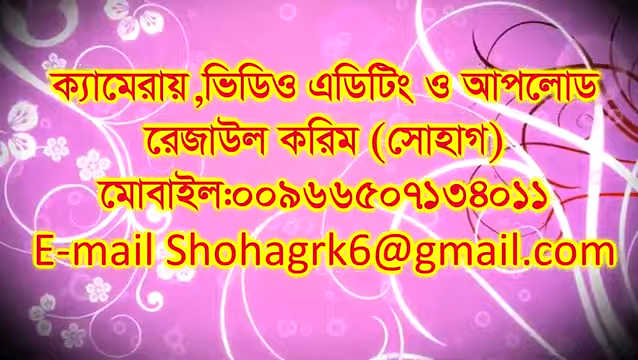 ক্যামেরায়,ভিডিও এডিটিং ও আপলোড
রেজাউল করিম (সোহাগ)
মোবাইল:০০৯৬৬৫০৭১৩৪০১১
E-mail Shohagrk6@gmail.com